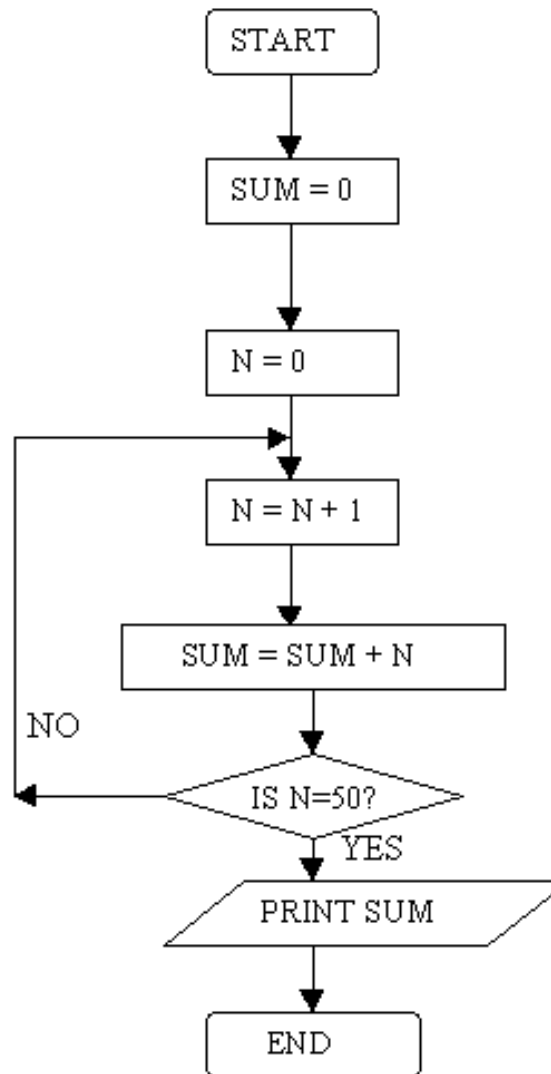 START
SUM = 0
N = 0
N = N + 1
SUM = SUM + N
NO
IS N=50?
YES
PRINT SUM
END